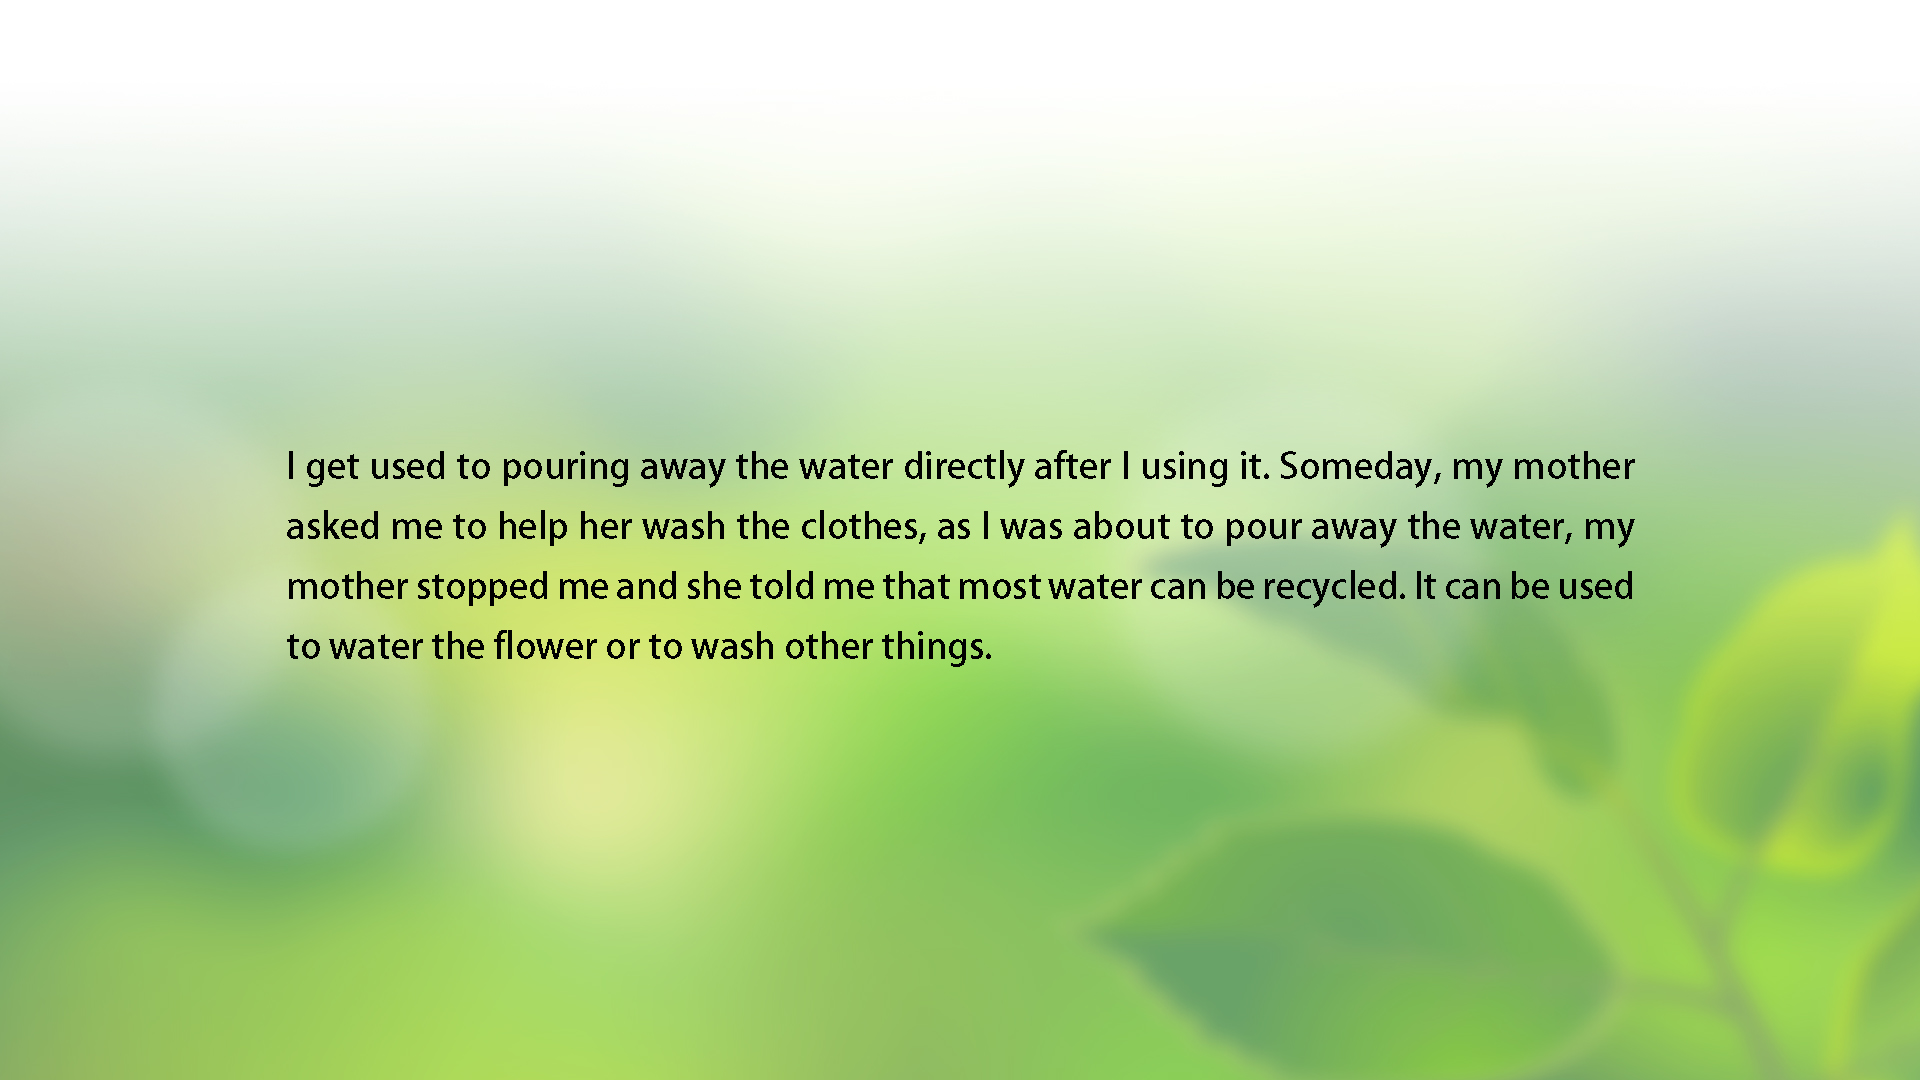 I get used to pouring away the water directly after I using it. Someday, my mother
asked me to help her wash the clothes, as I was about to pour away the water, my
mother stopped me and she told me that most water can be recycled. It can be used
to water the flower or to wash other things.